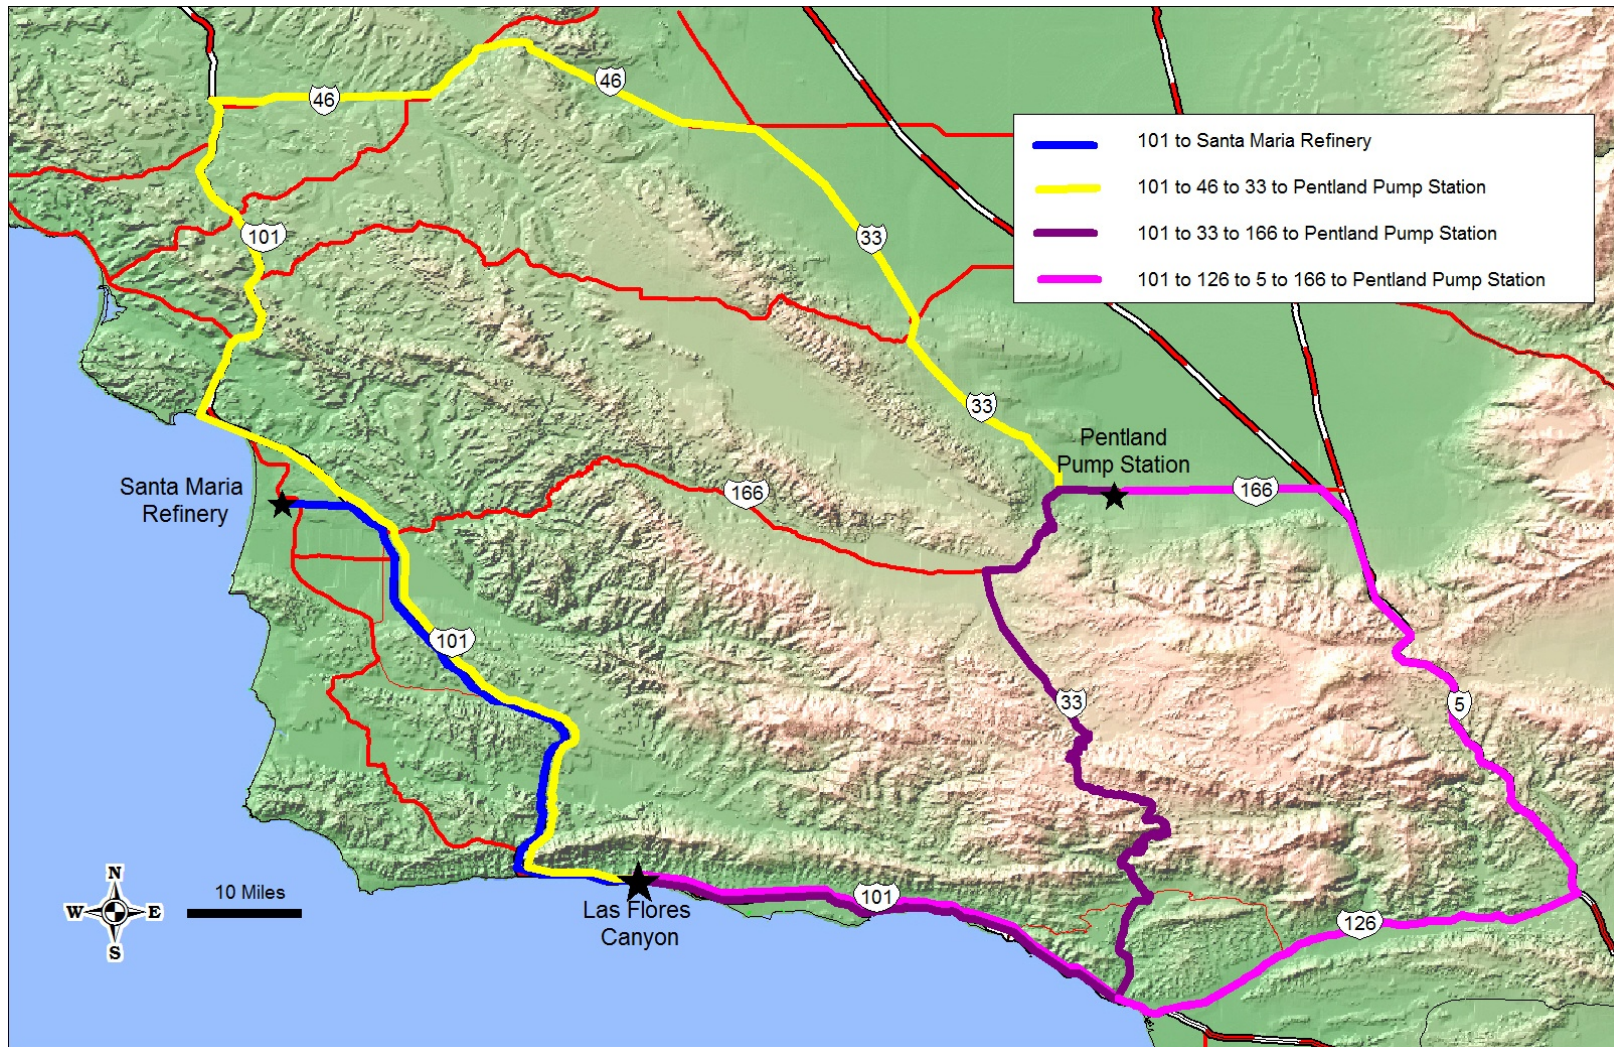 46
46
101 to Santa Maria Refinery
101 to 46 to 33 to Pentland Pump Station
101
33
101 to 33 to 166 to Pentland Pump Station
101 to 126 to 5 to 166 to Pentland Pump Station
33
Pentland
Pump Station
Santa Maria
Refinery
166
166
101
33
5
N
W E
S
10 Miles
Las Flores
Canyon
101
126